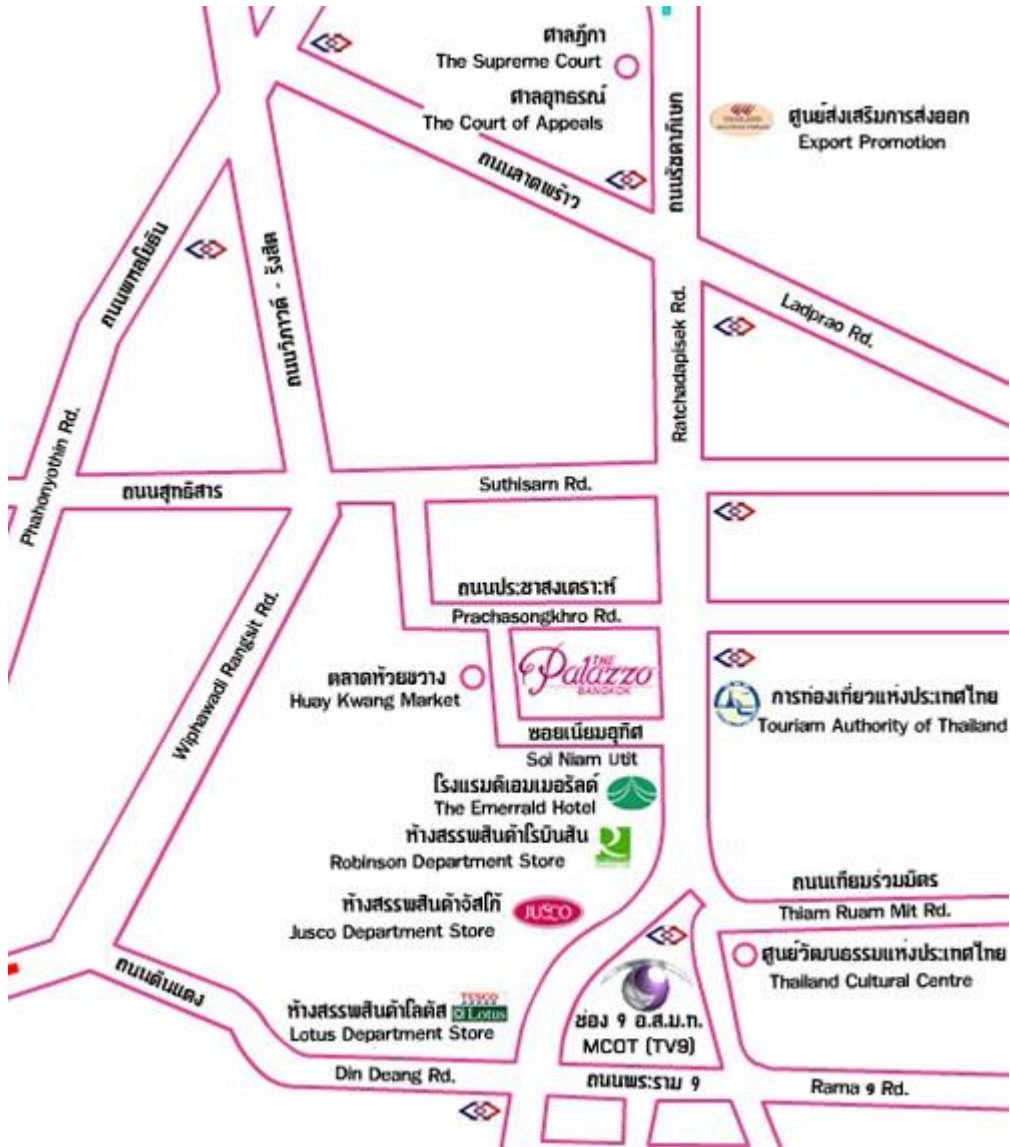 ศาลฎีกา
The Supreme Court
ศาลอุทธรณ์
The Court of Appeals
ถนนรัชดาภิเษก
THAILAND
ศูนย์ส่งเสริมการส่งออก
Export Promotion
ถนนลาดพร้าว
ถนนพหลโยธิน
ถนนวิภาวดี - รังสิต
Ratchadapisek Rd.
Ladprao Rd.
Phahonyothin Rd.
ถนนสุทธิสาร
Suthisarn Rd.
ถนนประชาสงเคราะห์
Prachasongkhro Rd.
Wiphawadi Rangsit Rd.
THE
Palazzo
BANGKOK
ตลาดห้วยขวาง
Huay Kwang Market
การท่องเที่ยวแห่งประเทศไทย
Touriam Authority of Thailand
ซอยเนียมอุทิศ
Soi Niam Utit
โรงแรมดิเอมเมอรัลด์
The Emerrald Hotel
ห้างสรรพสินค้าโรบินสัน
Robinson Department Store
ห้างสรรพสินค้าจัสโก้
JUSCO
Jusco Department Store
ถนนเทียมร่วมมิตร
Thiam Ruam Mit Rd.
ศูนย์วัฒนธรรมแห่งประเทศไทย
Thailand Cultural Centre
ถนนดินแดง
ห้างสรรพสินค้าโลตัส
TESCO
Lotus
Lotus Department Store
ช่อง 9 อ.ส.ม.ท.
MCOT (TV9)
Din Deang Rd.
ถนนพระราม 9
Rama 9 Rd.